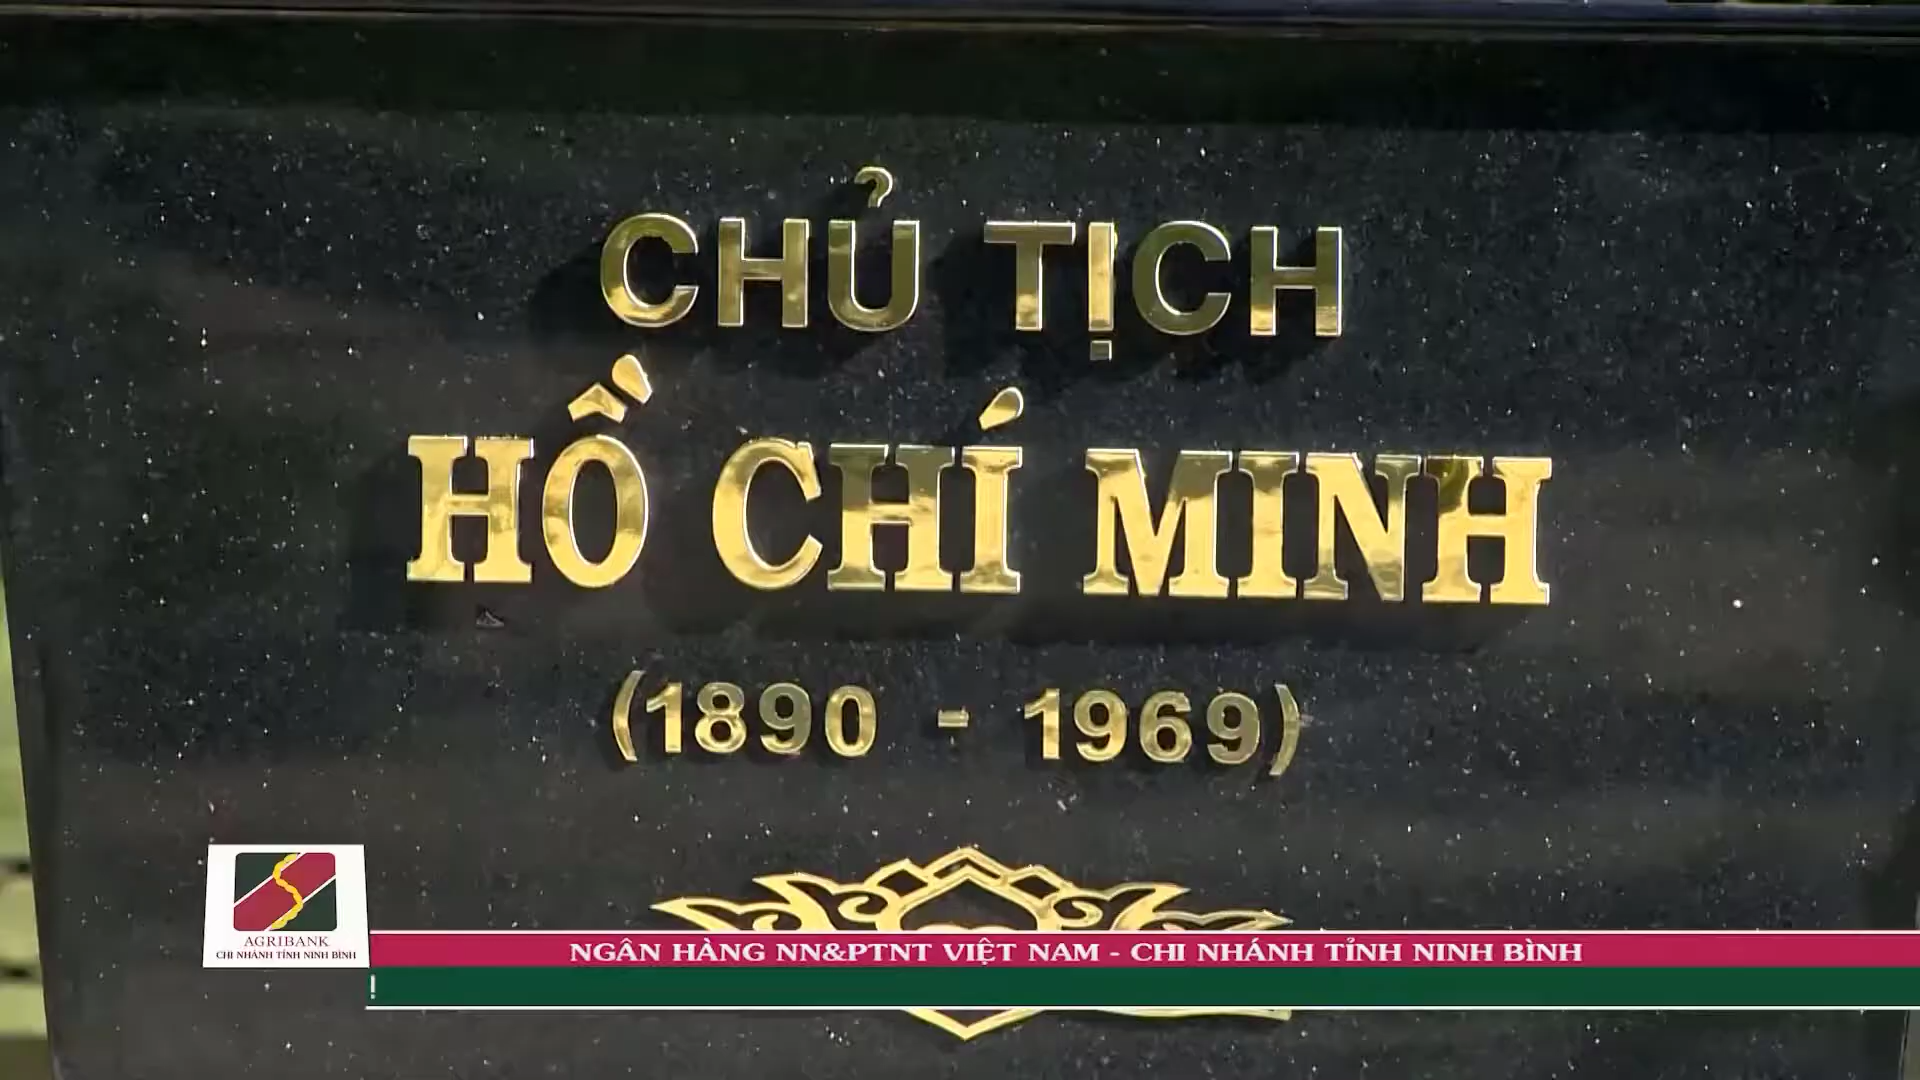 CHỦ TỊCH
HỒ CHÍ MINH
(1890 - 1969)
AGRIBANK
CHI NHÁNH TỈNH NINH BÌNH
NGÂN HÀNG NN&PTNT VIỆT NAM - CHI NHÁNH TỈNH NINH BÌNH
!